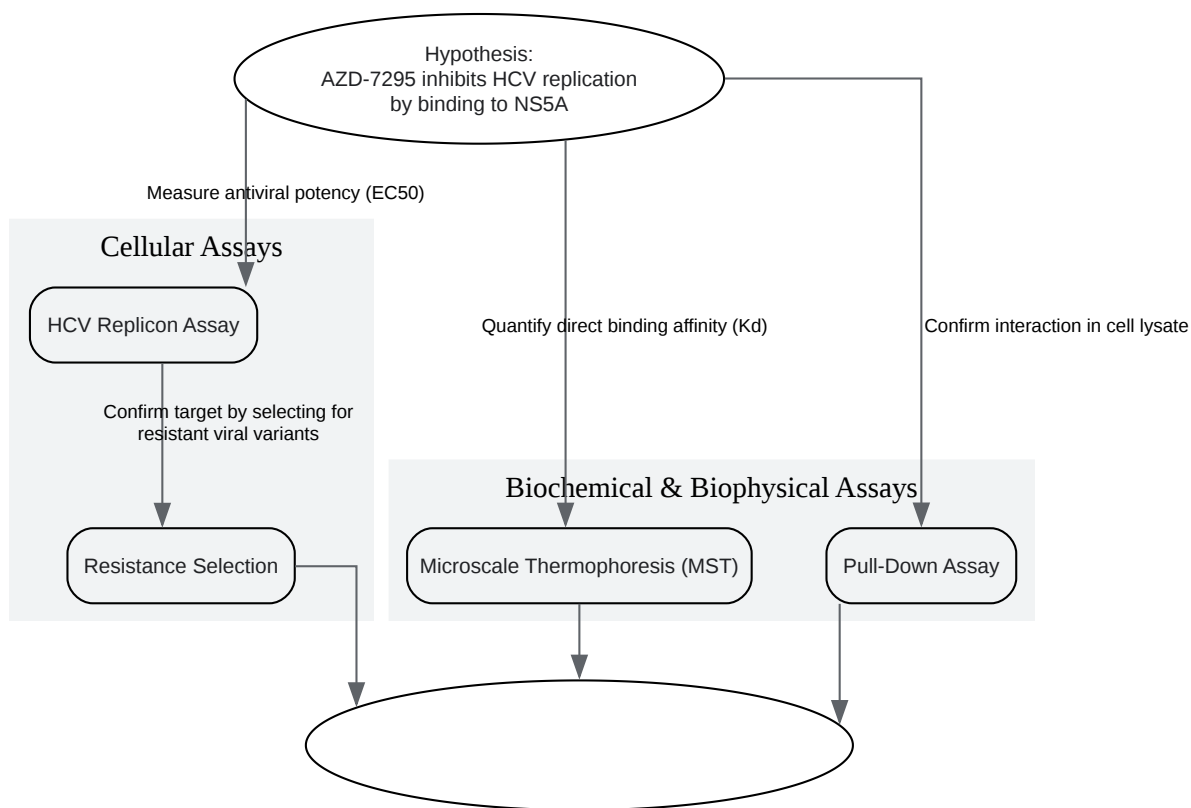 Hypothesis:
AZD-7295 inhibits HCV replication
by binding to NS5A
Measure antiviral potency (EC50)
Cellular Assays
HCV Replicon Assay
Quantify direct binding affinity (Kd)
Confirm interaction in cell lysate
Confirm target by selecting for
resistant viral variants
Biochemical & Biophysical Assays
Resistance Selection
Microscale Thermophoresis (MST)
Pull-Down Assay